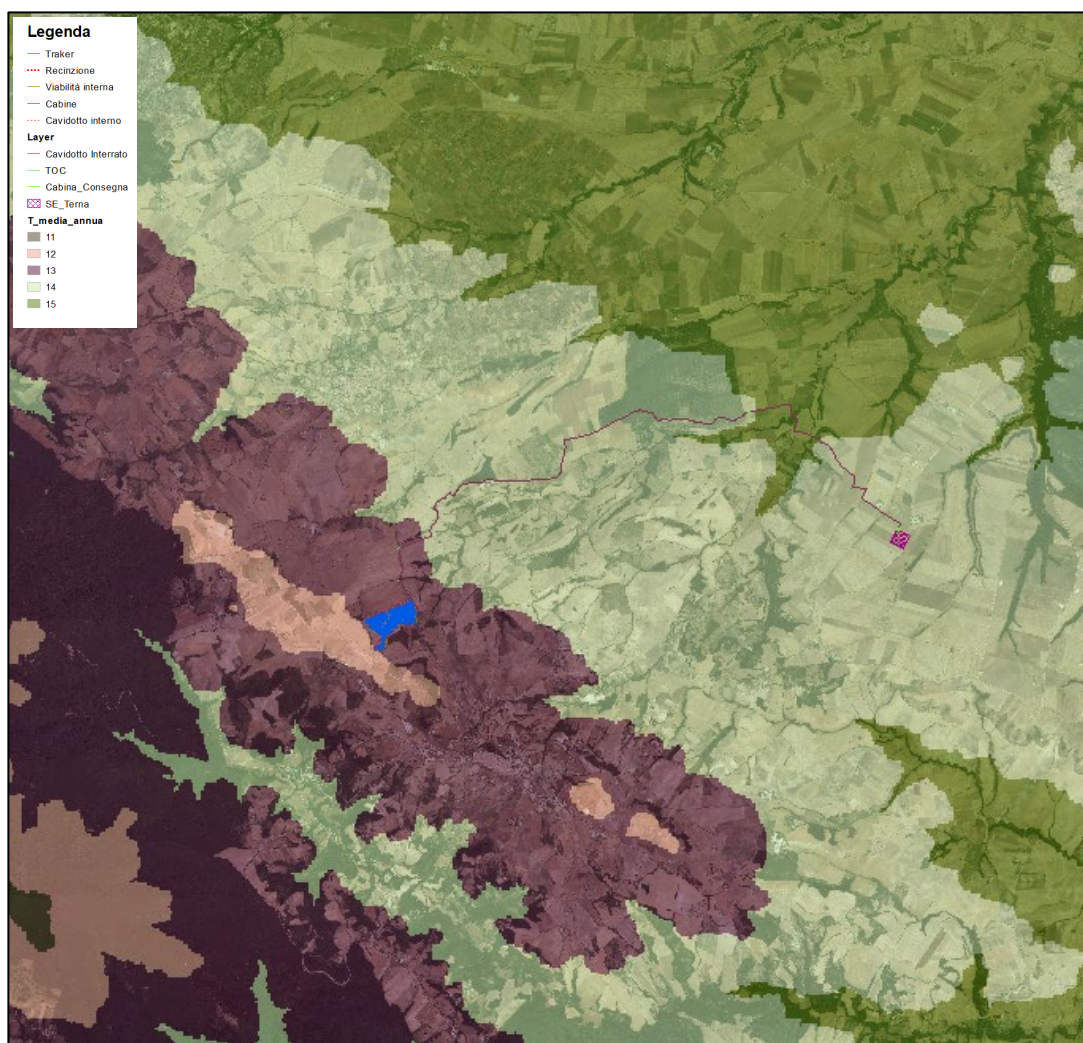 Legenda
Traker
Recinzione
Viabilità interna
Cabine
Cavidotto interno
Layer
Cavidotto Interrato
TOC
Cabina_Consegna
SE_Terna
T_media_annua
11
12
13
14
15